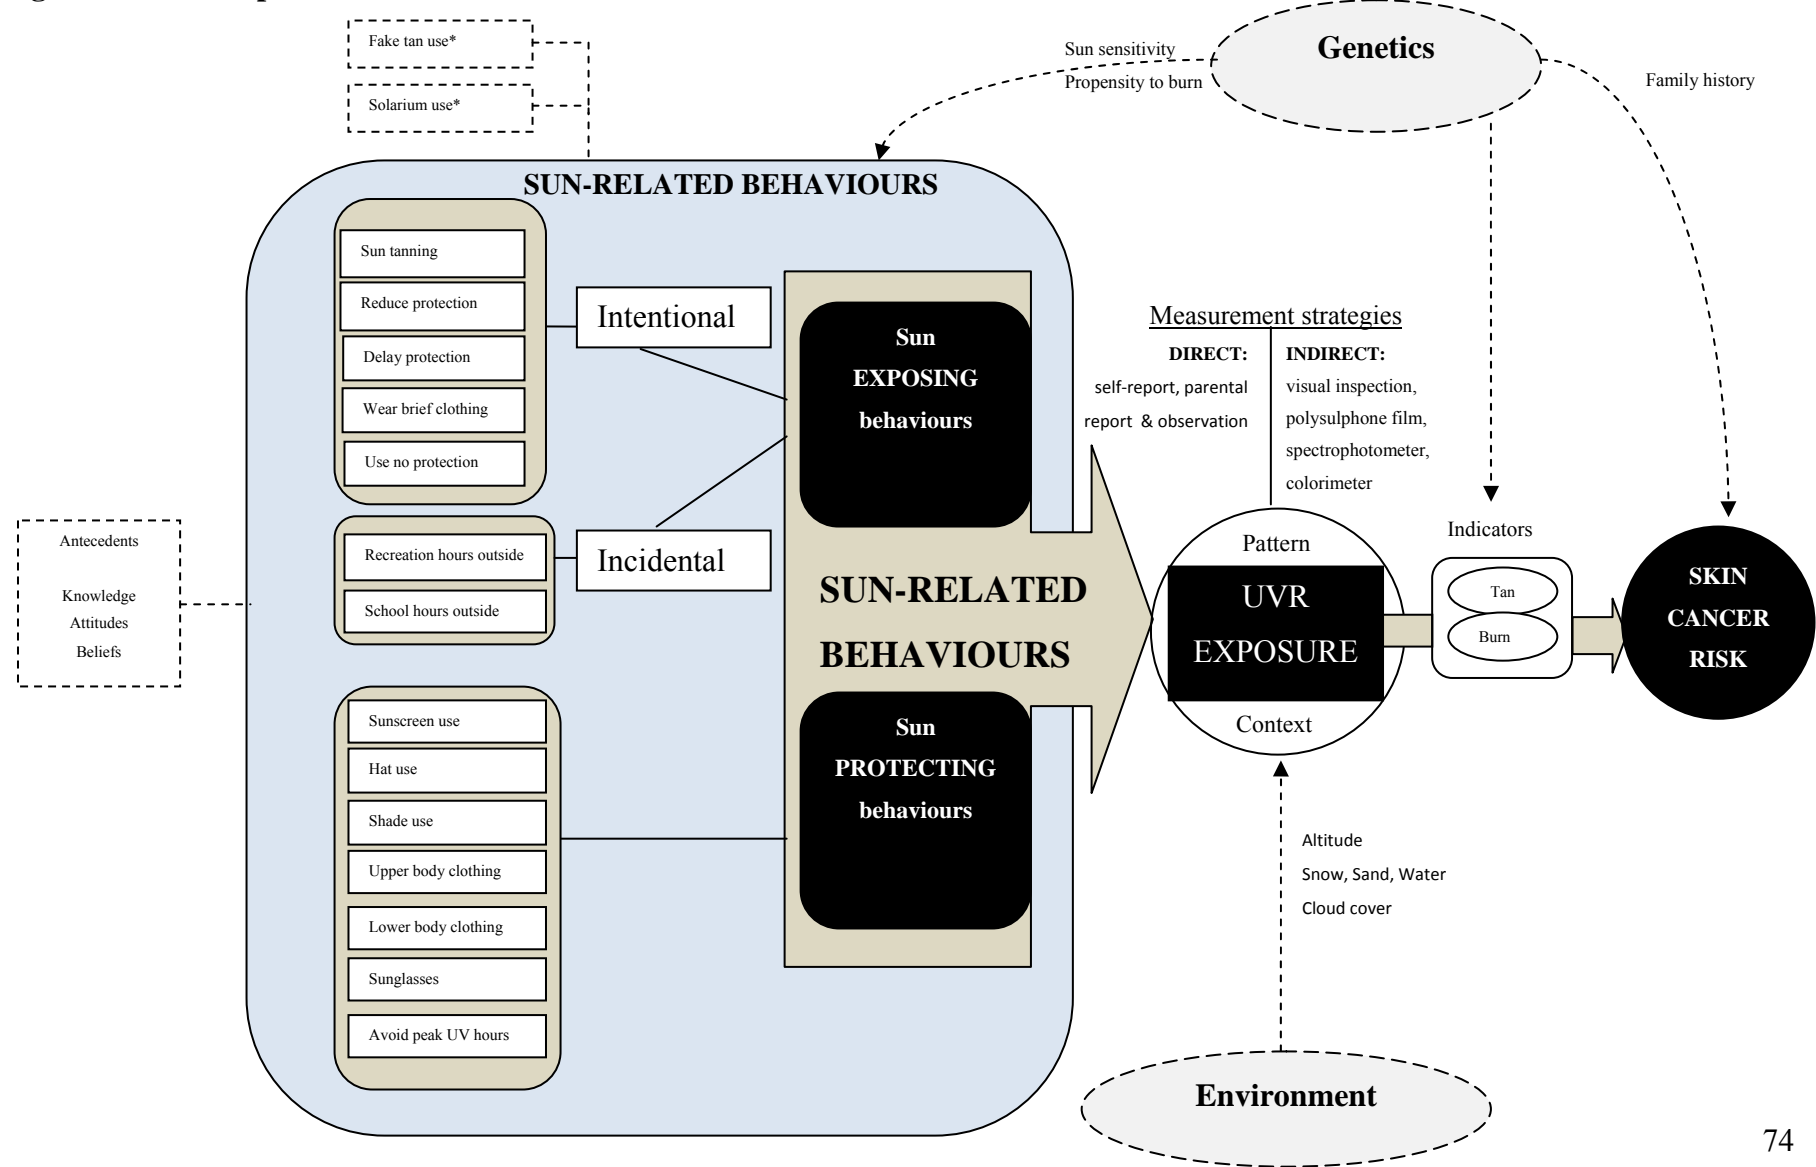 Fake tan use*
Solarium use*
Sun sensitivity
Propensity to burn
Genetics
Family history
SUN-RELATED BEHAVIOURS
Sun tanning
Reduce protection
Delay protection
Wear brief clothing
Use no protection
Intentional
Recreation hours outside
School hours outside
Incidental
Antecedents
Knowledge
Attitudes
Beliefs
Sunscreen use
Hat use
Shade use
Upper body clothing
Lower body clothing
Sunglasses
Avoid peak UV hours
Sun
EXPOSING
behaviours
SUN-RELATED
BEHAVIOURS
Sun
PROTECTING
behaviours
Measurement strategies
DIRECT:
self-report, parental
report & observation
INDIRECT:
visual inspection,
polysulphone film,
spectrophotometer,
colorimeter
Pattern
UVR
EXPOSURE
Context
Indicators
Tan
Burn
SKIN
CANCER
RISK
Altitude
Snow, Sand, Water
Cloud cover
Environment
74